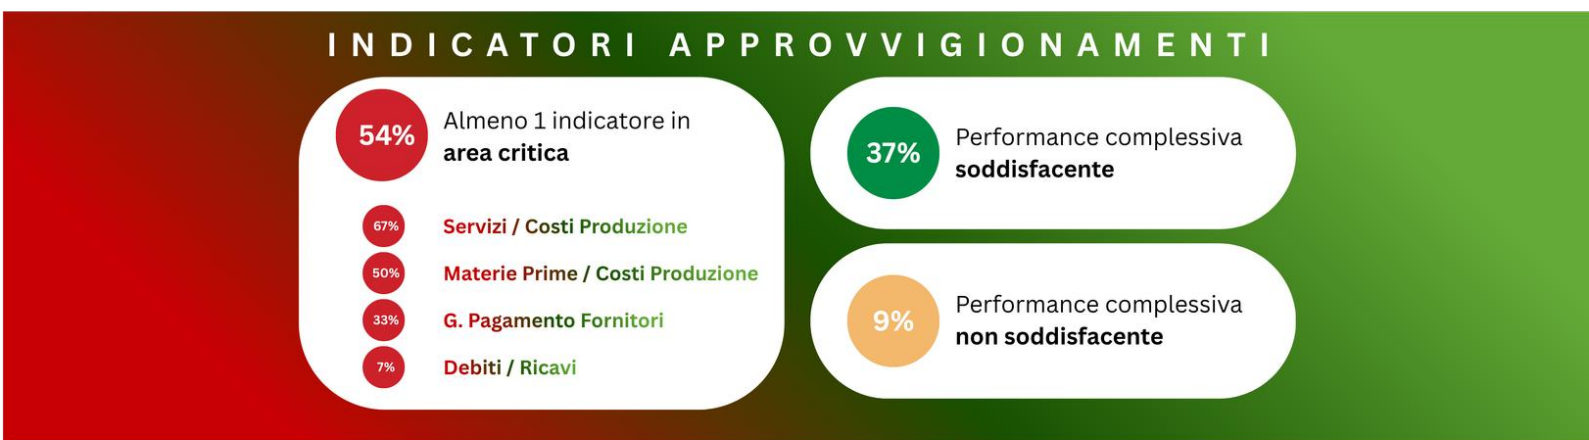 INDICATORI APPROVVIGIONAMENTI
54%
Almeno 1 indicatore in
area critica
67%
Servizi / Costi Produzione
50%
Materie Prime / Costi Produzione
33%
G. Pagamento Fornitori
7%
Debiti / Ricavi
37%
Performance complessiva
soddisfacente
9%
Performance complessiva
non soddisfacente